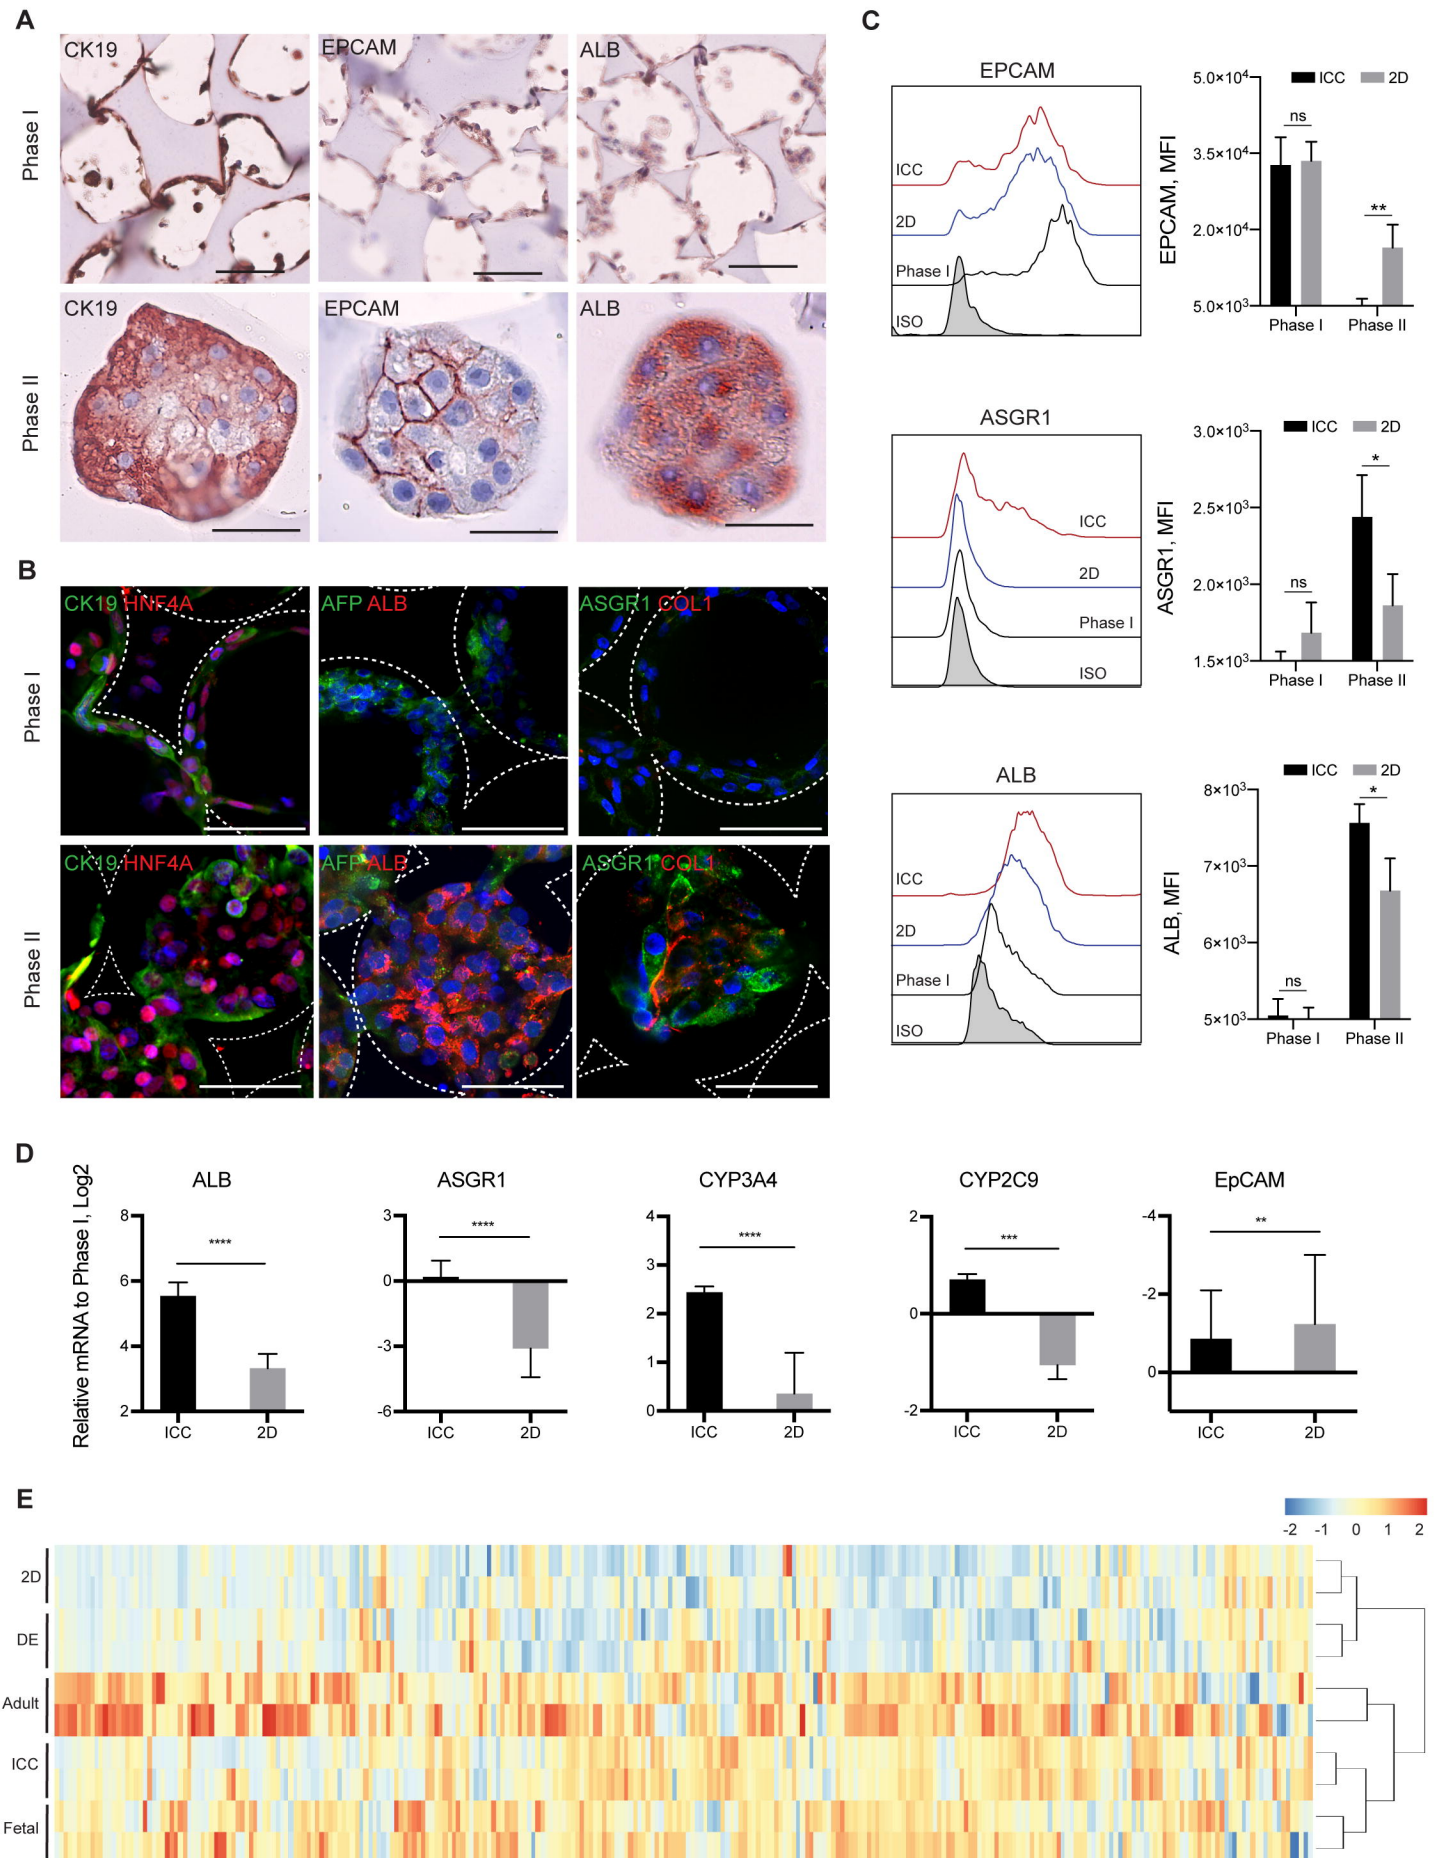 A
CK19
EPCAM
ALB
Phase I
CK19
EPCAM
ALB
Phase II
B
CK19 HNF4A
AFP ALB
ASGR1 COL1
Phase I
CK19 HNF4A
AFP ALB
ASGR1 COL1
Phase II
C
EPCAM
ICC
2D
Phase I
ISO
EPCAM, MFI
5.0×10⁴
3.5×10⁴
2.0×10⁴
5.0×10³
ICC 2D
ns
**
Phase I Phase II
ASGR1
ICC
2D
Phase I
ISO
ASGR1, MFI
3.0×10³
2.5×10³
2.0×10³
1.5×10³
ICC 2D
ns
*
Phase I Phase II
ALB
ICC
2D
Phase I
ISO
ALB, MFI
8×10³
7×10³
6×10³
5×10³
ICC 2D
ns
*
Phase I Phase II
D
Relative mRNA to Phase I, Log2
ALB
8
6
4
2
****
ICC 2D
ASGR1
3
0
-3
-6
****
ICC 2D
CYP3A4
4
3
2
1
0
****
ICC 2D
CYP2C9
2
0
-2
***
ICC 2D
EpCAM
-4
-2
0
**
ICC 2D
E
-2 -1 0 1 2
2D
DE
Adult
ICC
Fetal